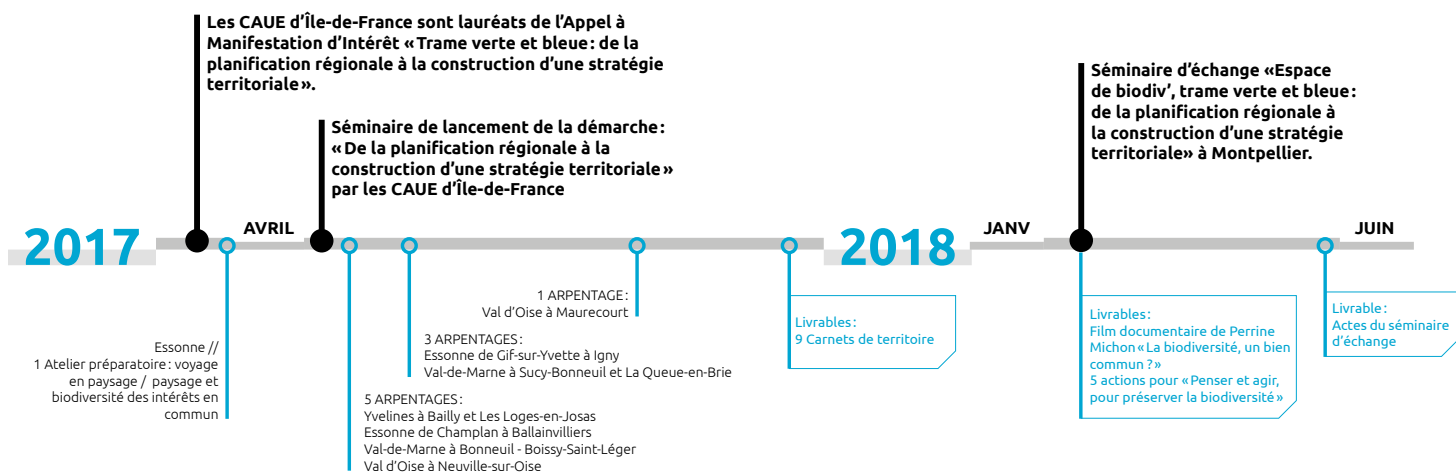 Les CAUE d’Île-de-France sont lauréats de l’Appel à
Manifestation d’Intérêt « Trame verte et bleue : de la
planification régionale à la construction d’une stratégie
territoriale ».
Séminaire de lancement de la démarche :
« De la planification régionale à la
construction d’une stratégie territoriale »
par les CAUE d’Île-de-France
Séminaire d’échange «Espace
de biodiv’, trame verte et bleue :
de la planification régionale à
la construction d’une stratégie
territoriale» à Montpellier.
2017
AVRIL
2018
JANV
JUIN
Essonne //
1 Atelier préparatoire : voyage
en paysage / paysage et
biodiversité des intérêts en
commun
5 ARPENTAGES :
Yvelines à Bailly et Les Loges-en-Josas
Essonne de Champlan à Ballainvilliers
Val-de-Marne à Bonneuil - Boissy-Saint-Léger
Val d’Oise à Neuville-sur-Oise
3 ARPENTAGES :
Essonne de Gif-sur-Yvette à Igny
Val-de-Marne à Sucy-Bonneuil et La Queue-en-Brie
1 ARPENTAGE :
Val d’Oise à Maurecourt
Livrables :
9 Carnets de territoire
Livrables :
Film documentaire de Perrine
Michon « La biodiversité, un bien
commun ? »
5 actions pour « Penser et agir,
pour préserver la biodiversité »
Livrable :
Actes du séminaire
d’échange